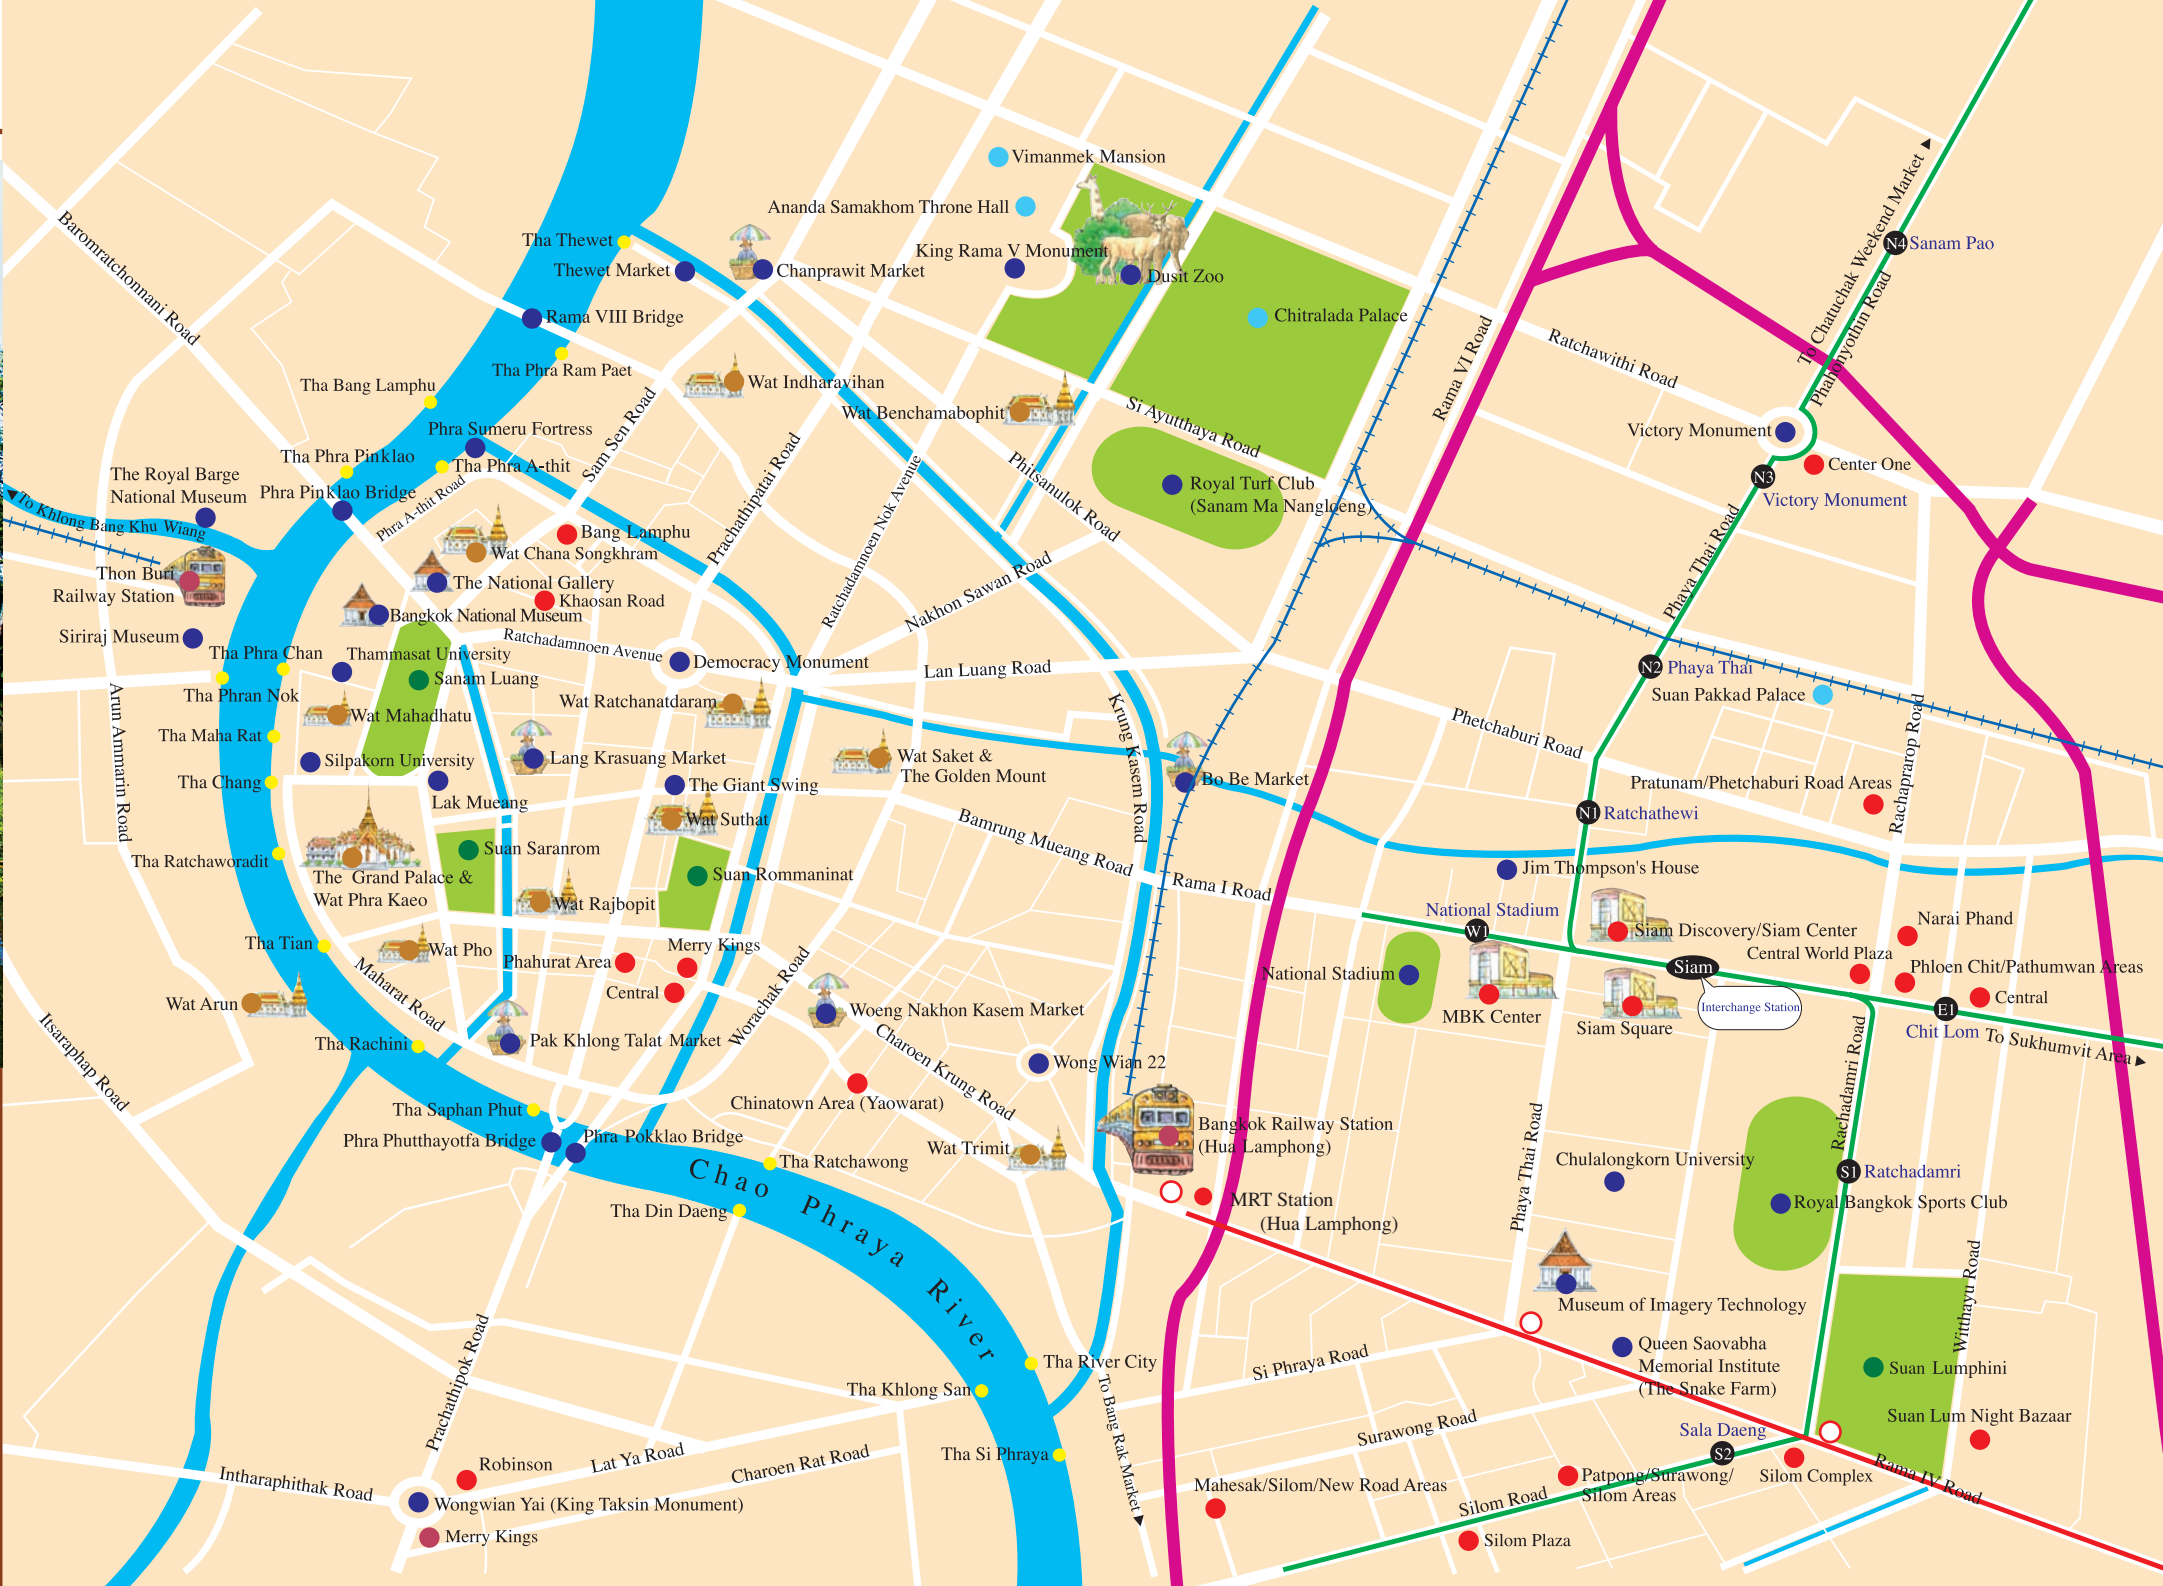 Vimanmek Mansion
Ananda Samakhom Throne Hall
King Rama V Monument
Dusit Zoo
Tha Thewet
Thewet Market
Chanprawit Market
Chitralada Palace
To Chatuchak Weekend Market
N4
Sanam Pao
Phahonyothin Road
Baromratchonnani Road
Rama VIII Bridge
Tha Phra Ram Paet
Rama VI Road
Ratchawithi Road
Tha Bang Lamphu
Wat Indharavihan
Wat Benchamabophit
Si Ayutthaya Road
Sam Sen Road
Phra Sumeru Fortress
Victory Monument
Center One
N3
Victory Monument
Tha Phra Pinklao
Tha Phra A-thit
Prachathipatai Road
Ratchadamnoen Nok Avenue
Phitsanulok Road
Royal Turf Club
(Sanam Ma Nangloeng)
The Royal Barge
National Museum
Phra Pinklao Bridge
Phra A-thit Road
To Khlong Bang Khu Wiang
Bang Lamphu
Wat Chana Songkhram
Thon Buri
Railway Station
The National Gallery
Khaosan Road
Bangkok National Museum
Nakhon Sawan Road
Phaya Thai Road
Siriraj Museum
Ratchadamnoen Avenue
Democracy Monument
Lan Luang Road
Tha Phra Chan
Thammasat University
Sanam Luang
Tha Phran Nok
N2
Phaya Thai
Suan Pakkad Palace
Arun Ammarin Road
Wat Mahadhatu
Wat Ratchanatdaram
Krung Kasem Road
Phetchaburi Road
Rachaprarop Road
Tha Maha Rat
Silpakorn University
Lang Krasuang Market
Wat Saket &
The Golden Mount
Bo Be Market
Tha Chang
Lak Mueang
The Giant Swing
Wat Suthat
Pratunam/Phetchaburi Road Areas
N1
Ratchathewi
Bamrung Mueang Road
Tha Ratchaworadit
The Grand Palace &
Wat Phra Kaeo
Suan Saranrom
Suan Rommaninat
Wat Rajbopit
Rama I Road
Jim Thompson's House
National Stadium
W1
Siam Discovery/Siam Center
Narai Phand
Tha Tian
Wat Pho
Merry Kings
Phahurat Area
Central
Central World Plaza
Siam
Phloen Chit/Pathumwan Areas
Central
National Stadium
MBK Center
Siam Square
Interchange Station
E1
Chit Lom
To Sukhumvit Area
Wat Arun
Maharat Road
Worachak Road
Woeng Nakhon Kasem Market
Itsaraphap Road
Tha Rachini
Pak Khlong Talat Market
Charoen Krung Road
Wong Wian 22
Rachadamri Road
Chinatown Area (Yaowarat)
Tha Saphan Phut
Phra Phutthayotfa Bridge
Phra Pokklao Bridge
Bangkok Railway Station
(Hua Lamphong)
Wat Trimit
Tha Ratchawong
Chao Phraya River
Phaya Thai Road
Chulalongkorn University
S1
Ratchadamri
Royal Bangkok Sports Club
MRT Station
(Hua Lamphong)
Tha Din Daeng
Museum of Imagery Technology
Witthayu Road
Queen Saovabha
Memorial Institute
(The Snake Farm)
Suan Lumphini
Prachathipok Road
Tha River City
Si Phraya Road
Tha Khlong San
To Bang Rak Market
Surawong Road
Suan Lum Night Bazaar
Sala Daeng
S2
Tha Si Phraya
Robinson
Lat Ya Road
Charoen Rat Road
Intharaphithak Road
Wongwian Yai (King Taksin Monument)
Merry Kings
Mahesak/Silom/New Road Areas
Silom Road
Patpong/Surawong/
Silom Areas
Silom Complex
Rama IV Road
Silom Plaza